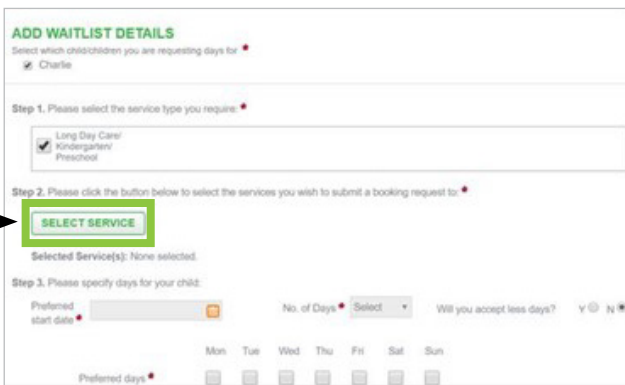 ADD WAITLIST DETAILS
Select which child/children you are requesting days for *
Charlie
Step 1. Please select the service type you require: *
Long Day Care/
Kindergarten/
Preschool
Step 2. Please click the button below to select the services you wish to submit a booking request to: *
SELECT SERVICE
Selected Service(s): None selected.
Step 3. Please specify days for your child:
Preferred start date * No. of Days * Select Will you accept less days? Y N
Mon Tue Wed Thu Fri Sat Sun
Preferred days *